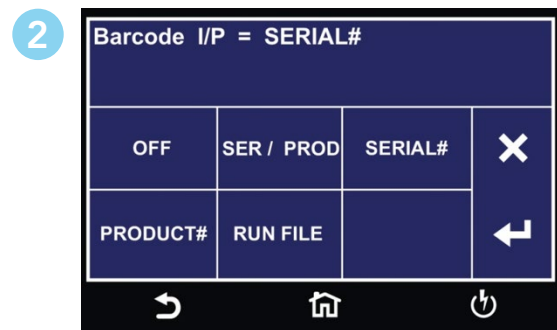 2
Barcode I/P = SERIAL#
OFF SER / PROD SERIAL#
PRODUCT# RUN FILE